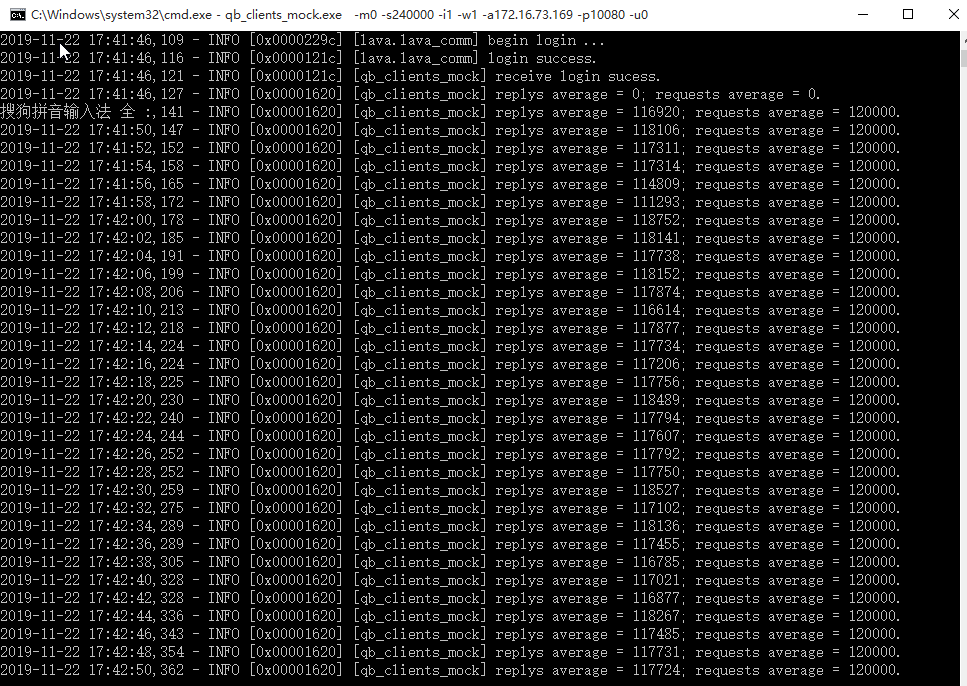 C:\Windows\system32\cmd.exe - qb_clients_mock.exe -m0 -s240000 -i1 -w1 -a172.16.73.169 -p10080 -u0
2019-11-22 17:41:46,109 - INFO [0x0000229c] [lava.lava_comm] begin login ...
2019-11-22 17:41:46,116 - INFO [0x0000121c] [lava.lava_comm] login success.
2019-11-22 17:41:46,121 - INFO [0x0000121c] [qb_clients_mock] receive login sucess.
2019-11-22 17:41:46,127 - INFO [0x00001620] [qb_clients_mock] replys average = 0; requests average = 0.
搜狗拼音输入法 全 :,141 - INFO [0x00001620] [qb_clients_mock] replys average = 116920; requests average = 120000.
2019-11-22 17:41:50,147 - INFO [0x00001620] [qb_clients_mock] replys average = 118106; requests average = 120000.
2019-11-22 17:41:52,152 - INFO [0x00001620] [qb_clients_mock] replys average = 117311; requests average = 120000.
2019-11-22 17:41:54,158 - INFO [0x00001620] [qb_clients_mock] replys average = 117314; requests average = 120000.
2019-11-22 17:41:56,165 - INFO [0x00001620] [qb_clients_mock] replys average = 114809; requests average = 120000.
2019-11-22 17:41:58,172 - INFO [0x00001620] [qb_clients_mock] replys average = 111293; requests average = 120000.
2019-11-22 17:42:00,178 - INFO [0x00001620] [qb_clients_mock] replys average = 118752; requests average = 120000.
2019-11-22 17:42:02,185 - INFO [0x00001620] [qb_clients_mock] replys average = 118141; requests average = 120000.
2019-11-22 17:42:04,191 - INFO [0x00001620] [qb_clients_mock] replys average = 117738; requests average = 120000.
2019-11-22 17:42:06,199 - INFO [0x00001620] [qb_clients_mock] replys average = 118152; requests average = 120000.
2019-11-22 17:42:08,206 - INFO [0x00001620] [qb_clients_mock] replys average = 117874; requests average = 120000.
2019-11-22 17:42:10,213 - INFO [0x00001620] [qb_clients_mock] replys average = 116614; requests average = 120000.
2019-11-22 17:42:12,218 - INFO [0x00001620] [qb_clients_mock] replys average = 117877; requests average = 120000.
2019-11-22 17:42:14,224 - INFO [0x00001620] [qb_clients_mock] replys average = 117734; requests average = 120000.
2019-11-22 17:42:16,224 - INFO [0x00001620] [qb_clients_mock] replys average = 117206; requests average = 120000.
2019-11-22 17:42:18,225 - INFO [0x00001620] [qb_clients_mock] replys average = 117756; requests average = 120000.
2019-11-22 17:42:20,230 - INFO [0x00001620] [qb_clients_mock] replys average = 118489; requests average = 120000.
2019-11-22 17:42:22,240 - INFO [0x00001620] [qb_clients_mock] replys average = 117794; requests average = 120000.
2019-11-22 17:42:24,244 - INFO [0x00001620] [qb_clients_mock] replys average = 117607; requests average = 120000.
2019-11-22 17:42:26,252 - INFO [0x00001620] [qb_clients_mock] replys average = 117792; requests average = 120000.
2019-11-22 17:42:28,252 - INFO [0x00001620] [qb_clients_mock] replys average = 117750; requests average = 120000.
2019-11-22 17:42:30,259 - INFO [0x00001620] [qb_clients_mock] replys average = 118527; requests average = 120000.
2019-11-22 17:42:32,275 - INFO [0x00001620] [qb_clients_mock] replys average = 117102; requests average = 120000.
2019-11-22 17:42:34,289 - INFO [0x00001620] [qb_clients_mock] replys average = 118136; requests average = 120000.
2019-11-22 17:42:36,289 - INFO [0x00001620] [qb_clients_mock] replys average = 117455; requests average = 120000.
2019-11-22 17:42:38,305 - INFO [0x00001620] [qb_clients_mock] replys average = 116785; requests average = 120000.
2019-11-22 17:42:40,328 - INFO [0x00001620] [qb_clients_mock] replys average = 117021; requests average = 120000.
2019-11-22 17:42:42,328 - INFO [0x00001620] [qb_clients_mock] replys average = 116877; requests average = 120000.
2019-11-22 17:42:44,336 - INFO [0x00001620] [qb_clients_mock] replys average = 118267; requests average = 120000.
2019-11-22 17:42:46,343 - INFO [0x00001620] [qb_clients_mock] replys average = 117485; requests average = 120000.
2019-11-22 17:42:48,354 - INFO [0x00001620] [qb_clients_mock] replys average = 117731; requests average = 120000.
2019-11-22 17:42:50,362 - INFO [0x00001620] [qb_clients_mock] replys average = 117724; requests average = 120000.